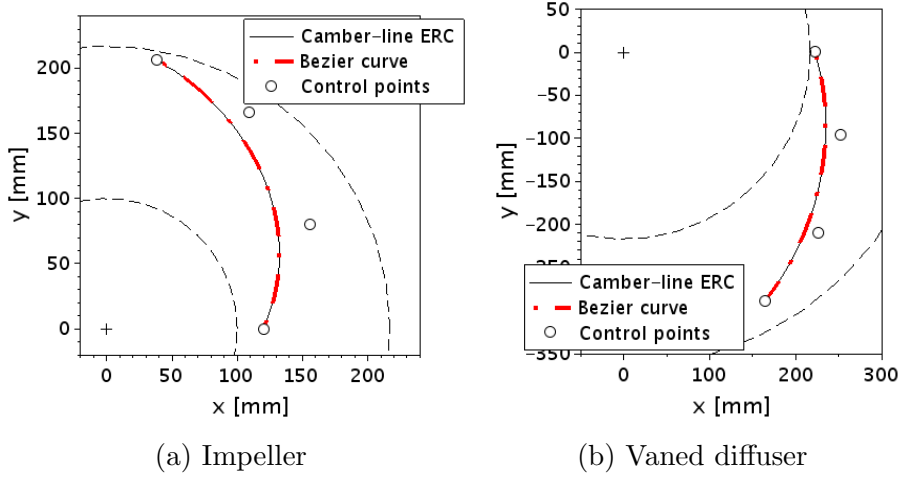 Camber-line ERC
Bezier curve
Control points
200
150
100
50
0
y [mm]
0
50
100
150
200
x [mm]
(a) Impeller
50
0
-50
-100
-150
-200
-350
y [mm]
Camber-line ERC
Bezier curve
Control points
0
100
200
300
x [mm]
(b) Vaned diffuser